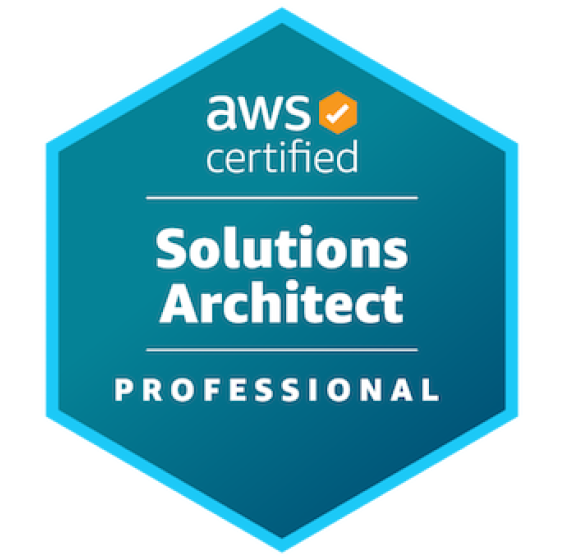 aws
certified
Solutions
Architect
PROFESSIONAL